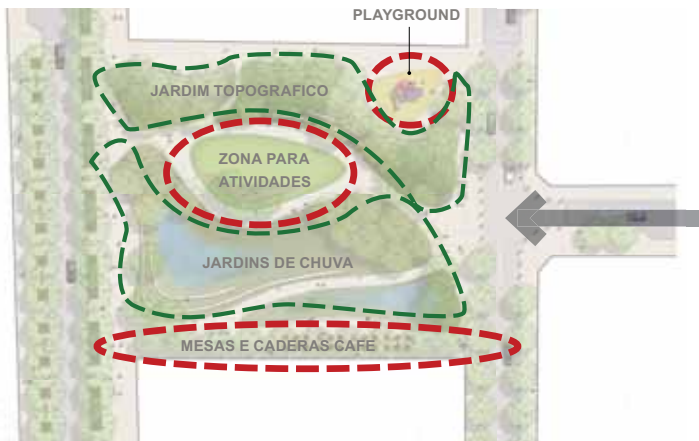 PLAYGROUND
JARDIM TOPOGRAFICO
ZONA PARA
ATIVIDADES
JARDINS DE CHUVA
MESAS E CADERAS CAFE